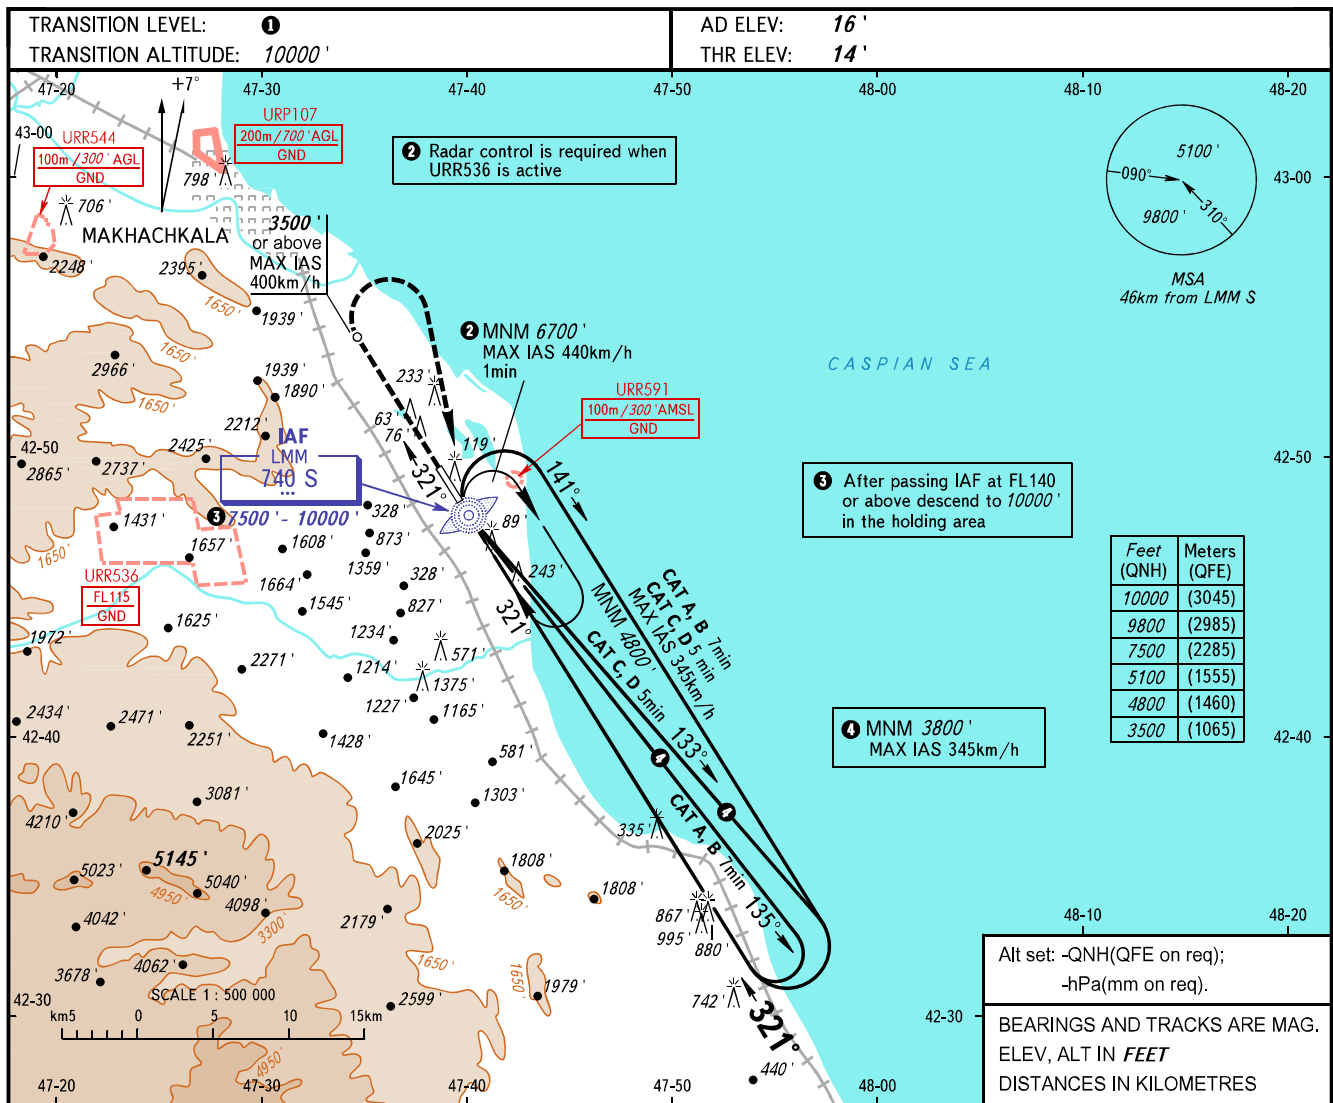 TRANSITION LEVEL: 1
TRANSITION ALTITUDE: 10000 '
AD ELEV: 16 '
THR ELEV: 14 '
47-20
47-30
47-40
47-50
48-00
48-10
48-20
+7°
43-00
URR544
100m/300 'AGL
GND
URP107
200m/700 'AGL
GND
798 '
706 '
MAKHACHKALA
2 Radar control is required when
URR536 is active
5100 '
090°
310°
9800 '
MSA
46km from LMM S
43-00
3500 '
or above
MAX IAS
400km/h
2248 '
2395 '
1650 '
1939 '
1650 '
2966 '
1650 '
1939 '
1890 '
2212 '
2425 '
2 MNM 6700 '
MAX IAS 440km/h
1min
CASPIAN SEA
233 '
63 '
76 '
119 '
URR591
100m/300 'AMSL
GND
42-50
2865 '
2737 '
IAF
LMM
740 S
321°
141°
42-50
3 After passing IAF at FL140
or above descend to 10000 '
in the holding area
3 7500 ' - 10000 '
1431 '
1657 '
1650 '
URR536
FL115
GND
328 '
873 '
1608 '
1359 '
1664 '
328 '
1545 '
827 '
89 '
243 '
321°
Feet
(QNH)
Meters
(QFE)
10000 (3045)
9800 (2985)
7500 (2285)
5100 (1555)
4800 (1460)
3500 (1065)
CAT A, B 7min
CAT C, D 5 min
MAX IAS 345km/h
MNM 4800 '
CAT C, D 5min
1972 '
1625 '
1234 '
571 '
2271 '
1214 '
1375 '
1227 '
1165 '
2434 '
2471 '
2251 '
1428 '
581 '
42-40
4
133°
4 MNM 3800 '
MAX IAS 345km/h
42-40
1645 '
1303 '
3081 '
4210 '
4
CAT A, B 7min
135°
335 '
2025 '
5145 '
5023 '
5040 '
4950 '
4098 '
3300 '
4042 '
1808 '
1650 '
1808 '
2179 '
867 '
995 '
880 '
48-10
48-20
1650 '
1650 '
4062 '
3678 '
1979 '
2599 '
742 '
321°
42-30
SCALE 1 : 500 000
km5 0 5 10 15km
42-30
Alt set: -QNH(QFE on req);
-hPa(mm on req).
BEARINGS AND TRACKS ARE MAG.
ELEV, ALT IN FEET
DISTANCES IN KILOMETRES
4950 '
440 '
47-20
47-30
47-40
47-50
48-00